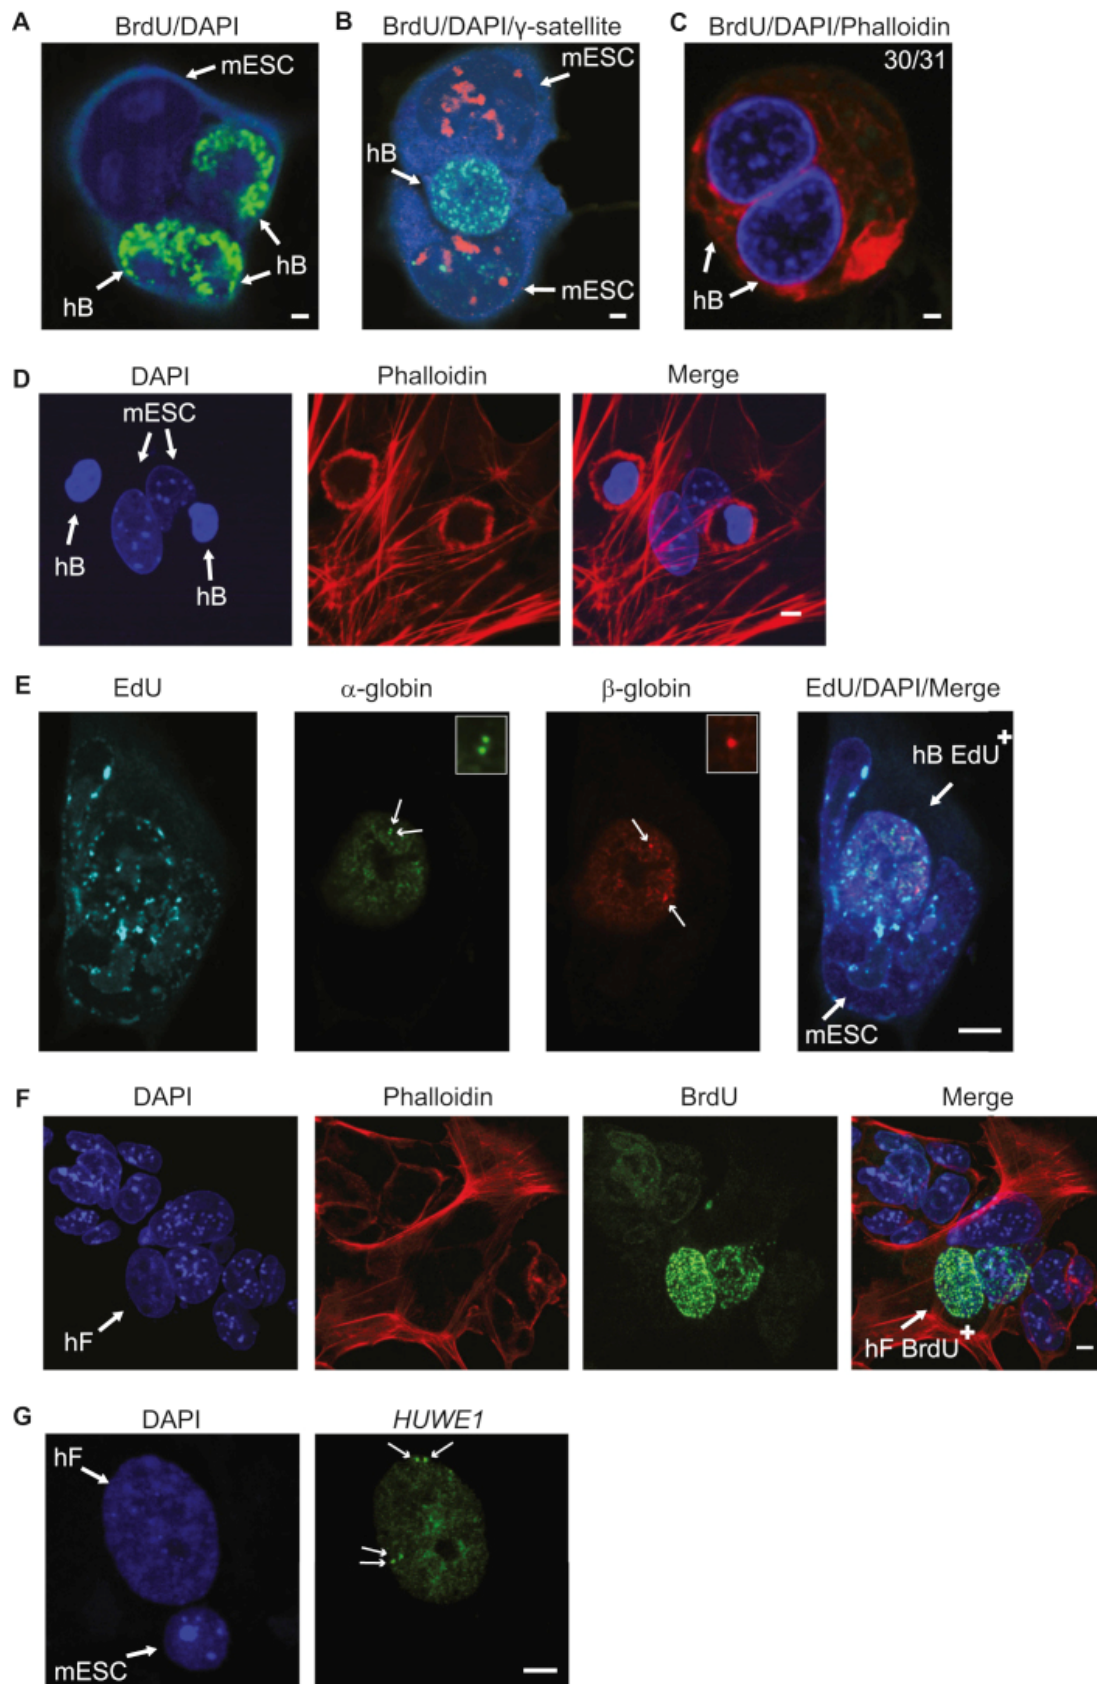 A BrdU/DAPI
mESC
hB
hB
B BrdU/DAPI/γ-satellite
mESC
hB
mESC
C BrdU/DAPI/Phalloidin
30/31
hB
D DAPI Phalloidin Merge
mESC
hB
hB
E EdU α-globin β-globin EdU/DAPI/Merge
hB EdU+
mESC
F DAPI Phalloidin BrdU Merge
hF
hF BrdU+
G DAPI HUWE1
hF
mESC